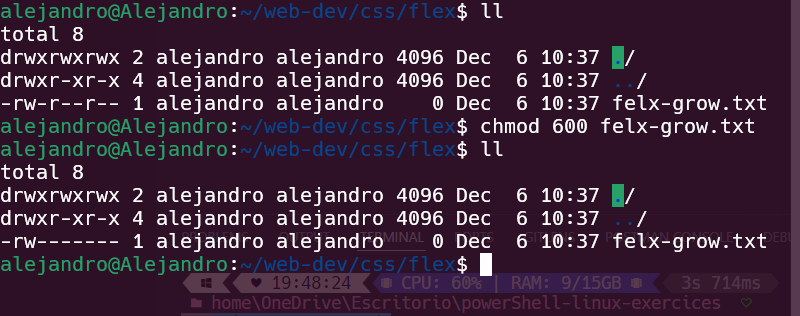 alejandro@Alejandro:~/web-dev/css/flex$ ll
total 8
drwxrwxrwx 2 alejandro alejandro 4096 Dec  6 10:37 ./
drwxr-xr-x 4 alejandro alejandro 4096 Dec  6 10:37 ../
-rw-r--r-- 1 alejandro alejandro    0 Dec  6 10:37 felx-grow.txt
alejandro@Alejandro:~/web-dev/css/flex$ chmod 600 felx-grow.txt
alejandro@Alejandro:~/web-dev/css/flex$ ll
total 8
drwxrwxrwx 2 alejandro alejandro 4096 Dec  6 10:37 ./
drwxr-xr-x 4 alejandro alejandro 4096 Dec  6 10:37 ../
-rw------- 1 alejandro alejandro    0 Dec  6 10:37 felx-grow.txt
TERMINAL
alejandro@Alejandro:~/web-dev/css/flex$
19:48:24 CPU: 60% | RAM: 9/15GB 3s 714ms
home\OneDrive\Escritorio\powerShell-linux-exercices